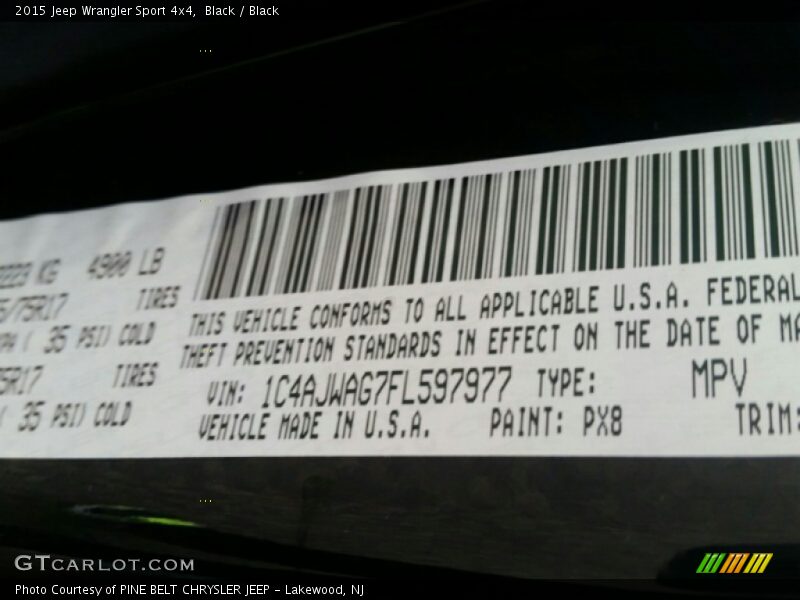 2015 Jeep Wrangler Sport 4x4,  Black / Black
KG 4900 LB
/75R17 TIRES
( 35 PSI) COLD
5R17 TIRES
( 35 PSI) COLD
THIS VEHICLE CONFORMS TO ALL APPLICABLE U.S.A. FEDERAL
THEFT PREVENTION STANDARDS IN EFFECT ON THE DATE OF MA
VIN: 1C4AJWAG7FL597977 TYPE: MPV
VEHICLE MADE IN U.S.A. PAINT: PX8 TRIM:
GTCARLOT.COM
Photo Courtesy of PINE BELT CHRYSLER JEEP - Lakewood, NJ